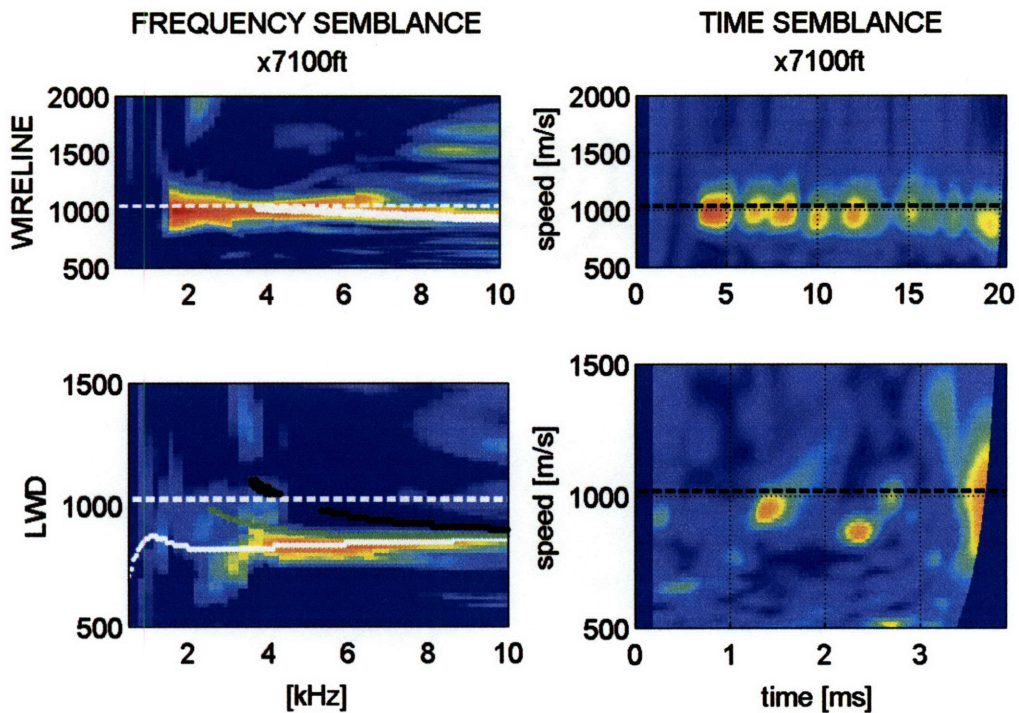 FREQUENCY SEMBLANCE
x7100ft
TIME SEMBLANCE
x7100ft
WIRELINE
2000
1500
1000
500
2 4 6 8 10
speed [m/s]
2000
1500
1000
500
0 5 10 15 20
LWD
1500
1000
500
2 4 6 8 10
[kHz]
speed [m/s]
1500
1000
500
0 1 2 3
time [ms]